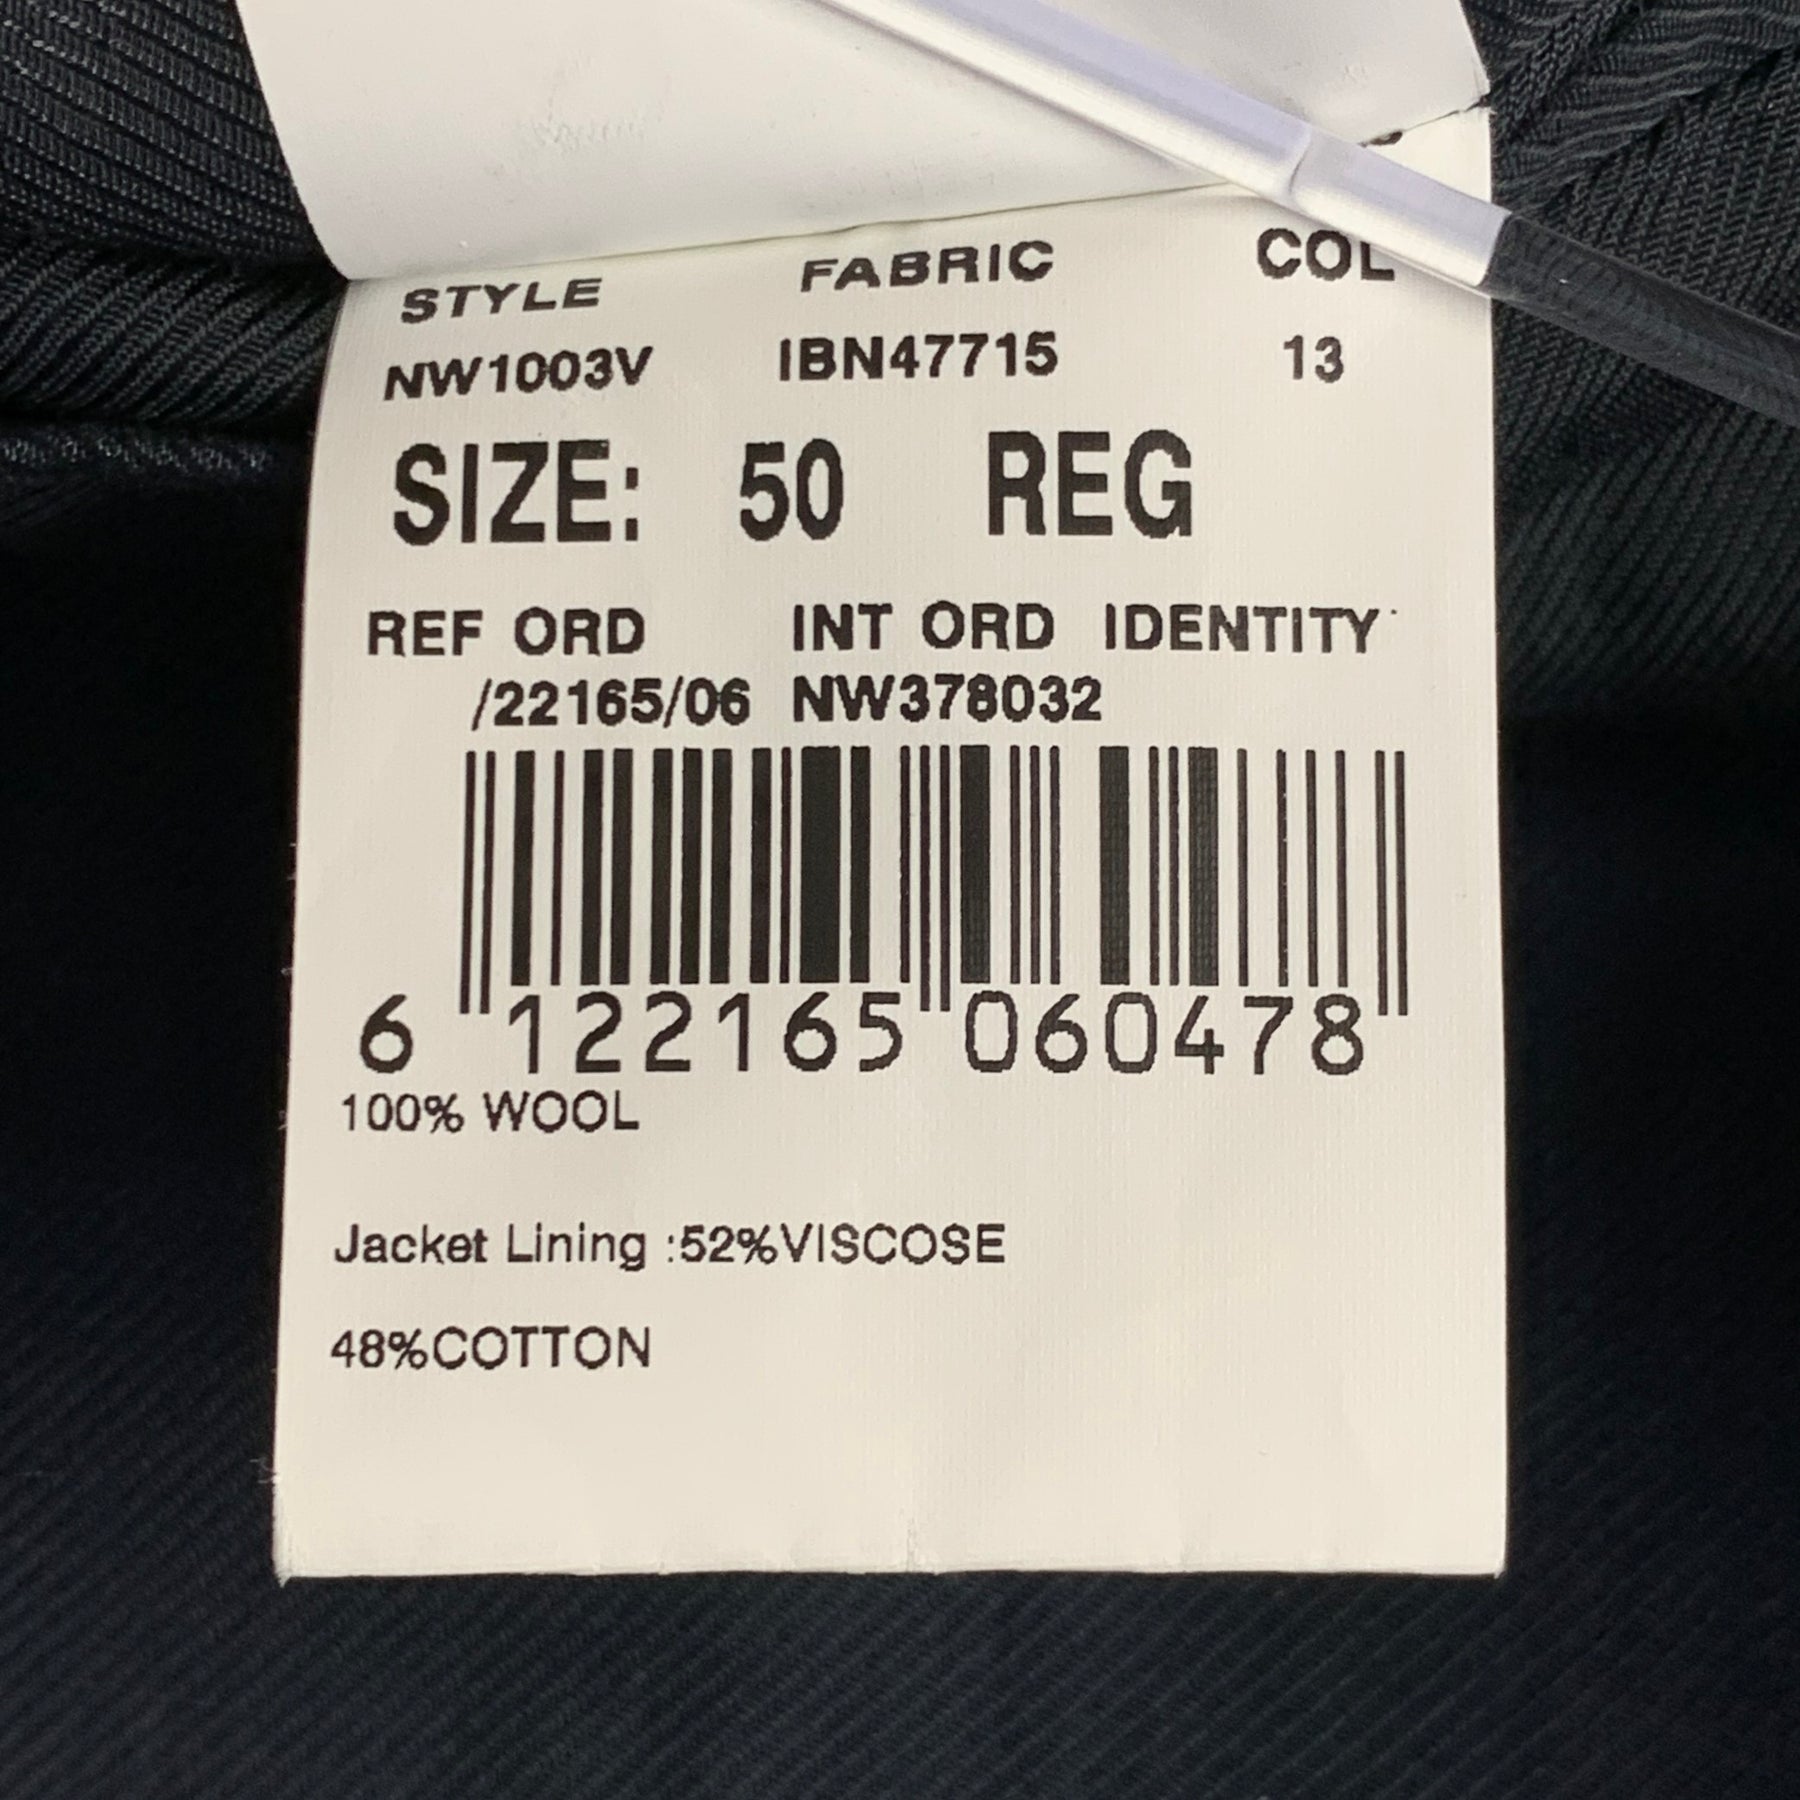 STYLE FABRIC COL
NW1003V IBN47715 13
SIZE: 50 REG
REF ORD INT ORD IDENTITY
/22165/06 NW378032
6 122165 060478
100% WOOL
Jacket Lining :52%VISCOSE
48%COTTON